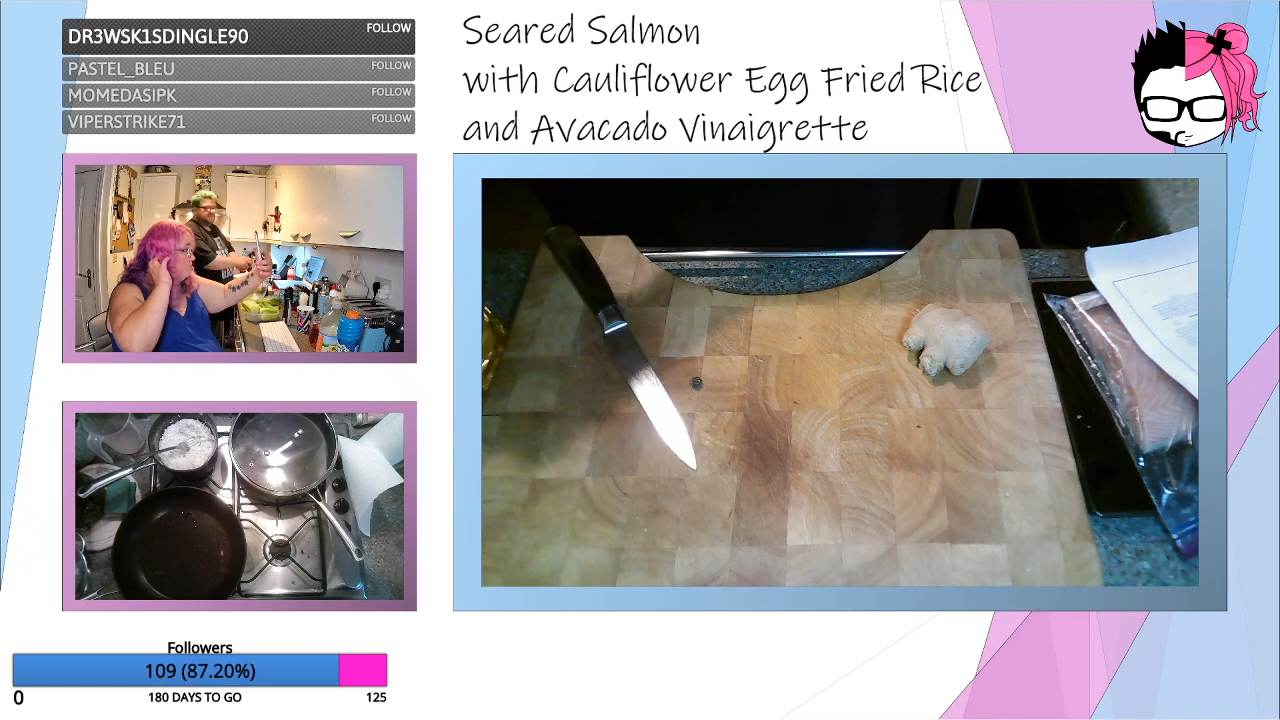 DR3WSK1SDINGLE90 FOLLOW
PASTEL_BLEU FOLLOW
MOMEDASIPK FOLLOW
VIPERSTRIKE71 FOLLOW
Seared Salmon
with Cauliflower Egg Fried Rice
and Avacado Vinaigrette
Followers
109 (87.20%)
0 180 DAYS TO GO 125